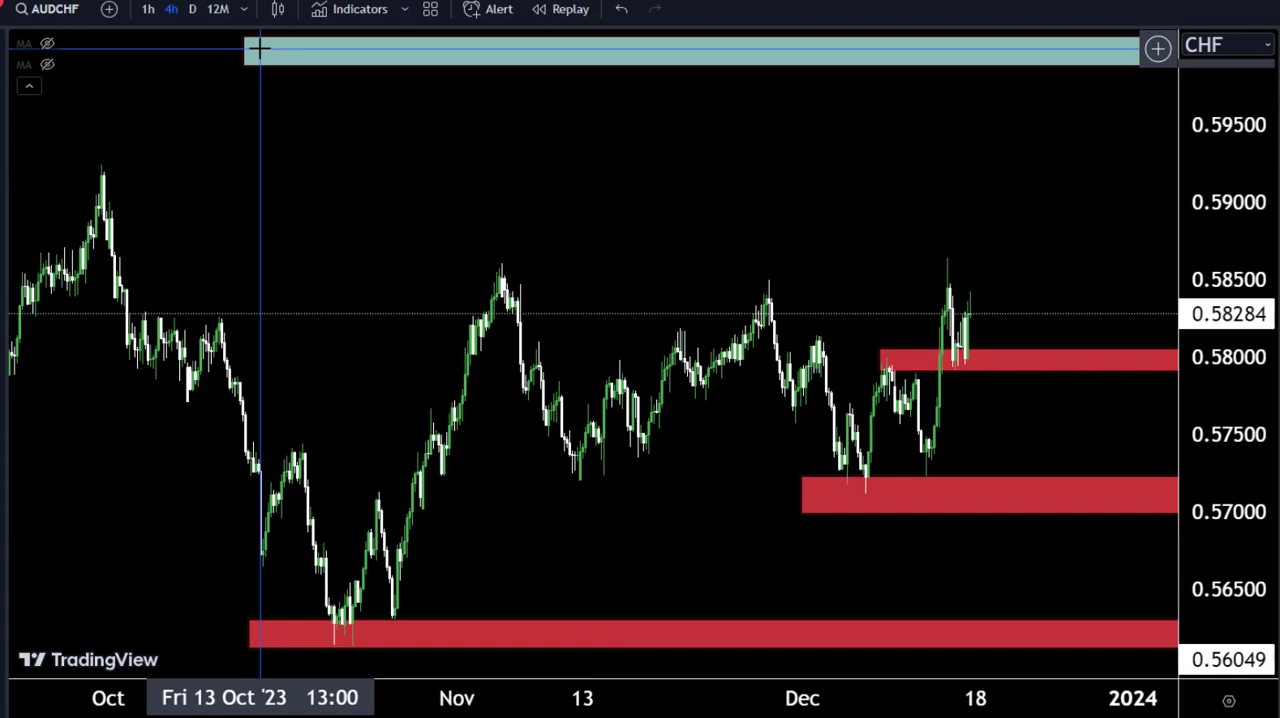 AUDCHF 1h 4h D 12M Indicators Alert Replay
MA
MA
CHF
0.59500
0.59000
0.58500
0.58284
0.58000
0.57500
0.57000
0.56500
0.56049
TradingView
Oct Fri 13 Oct '23 13:00 Nov 13 Dec 18 2024